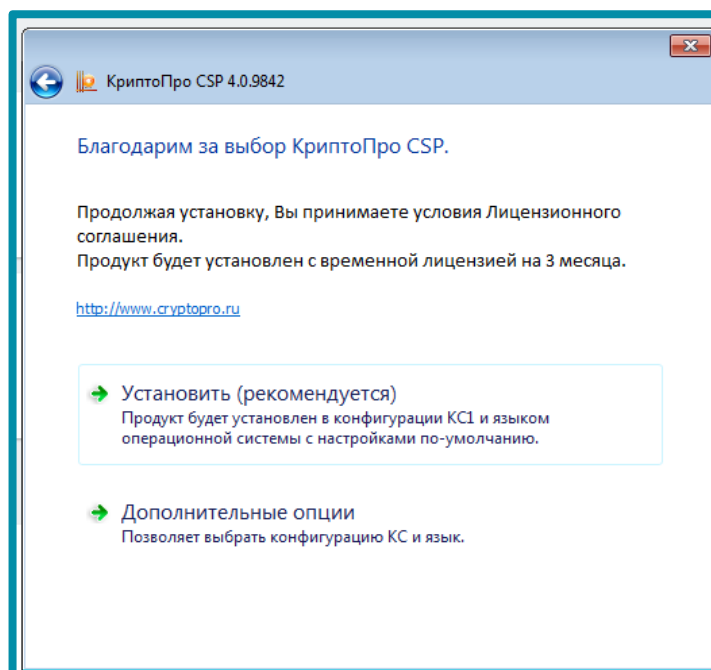 КриптоПро CSP 4.0.9842
Благодарим за выбор КриптоПро CSP.
Продолжая установку, Вы принимаете условия Лицензионного
соглашения.
Продукт будет установлен с временной лицензией на 3 месяца.
http://www.cryptopro.ru
Установить (рекомендуется)
Продукт будет установлен в конфигурации КС1 и языком
операционной системы с настройками по-умолчанию.
Дополнительные опции
Позволяет выбрать конфигурацию КС и язык.